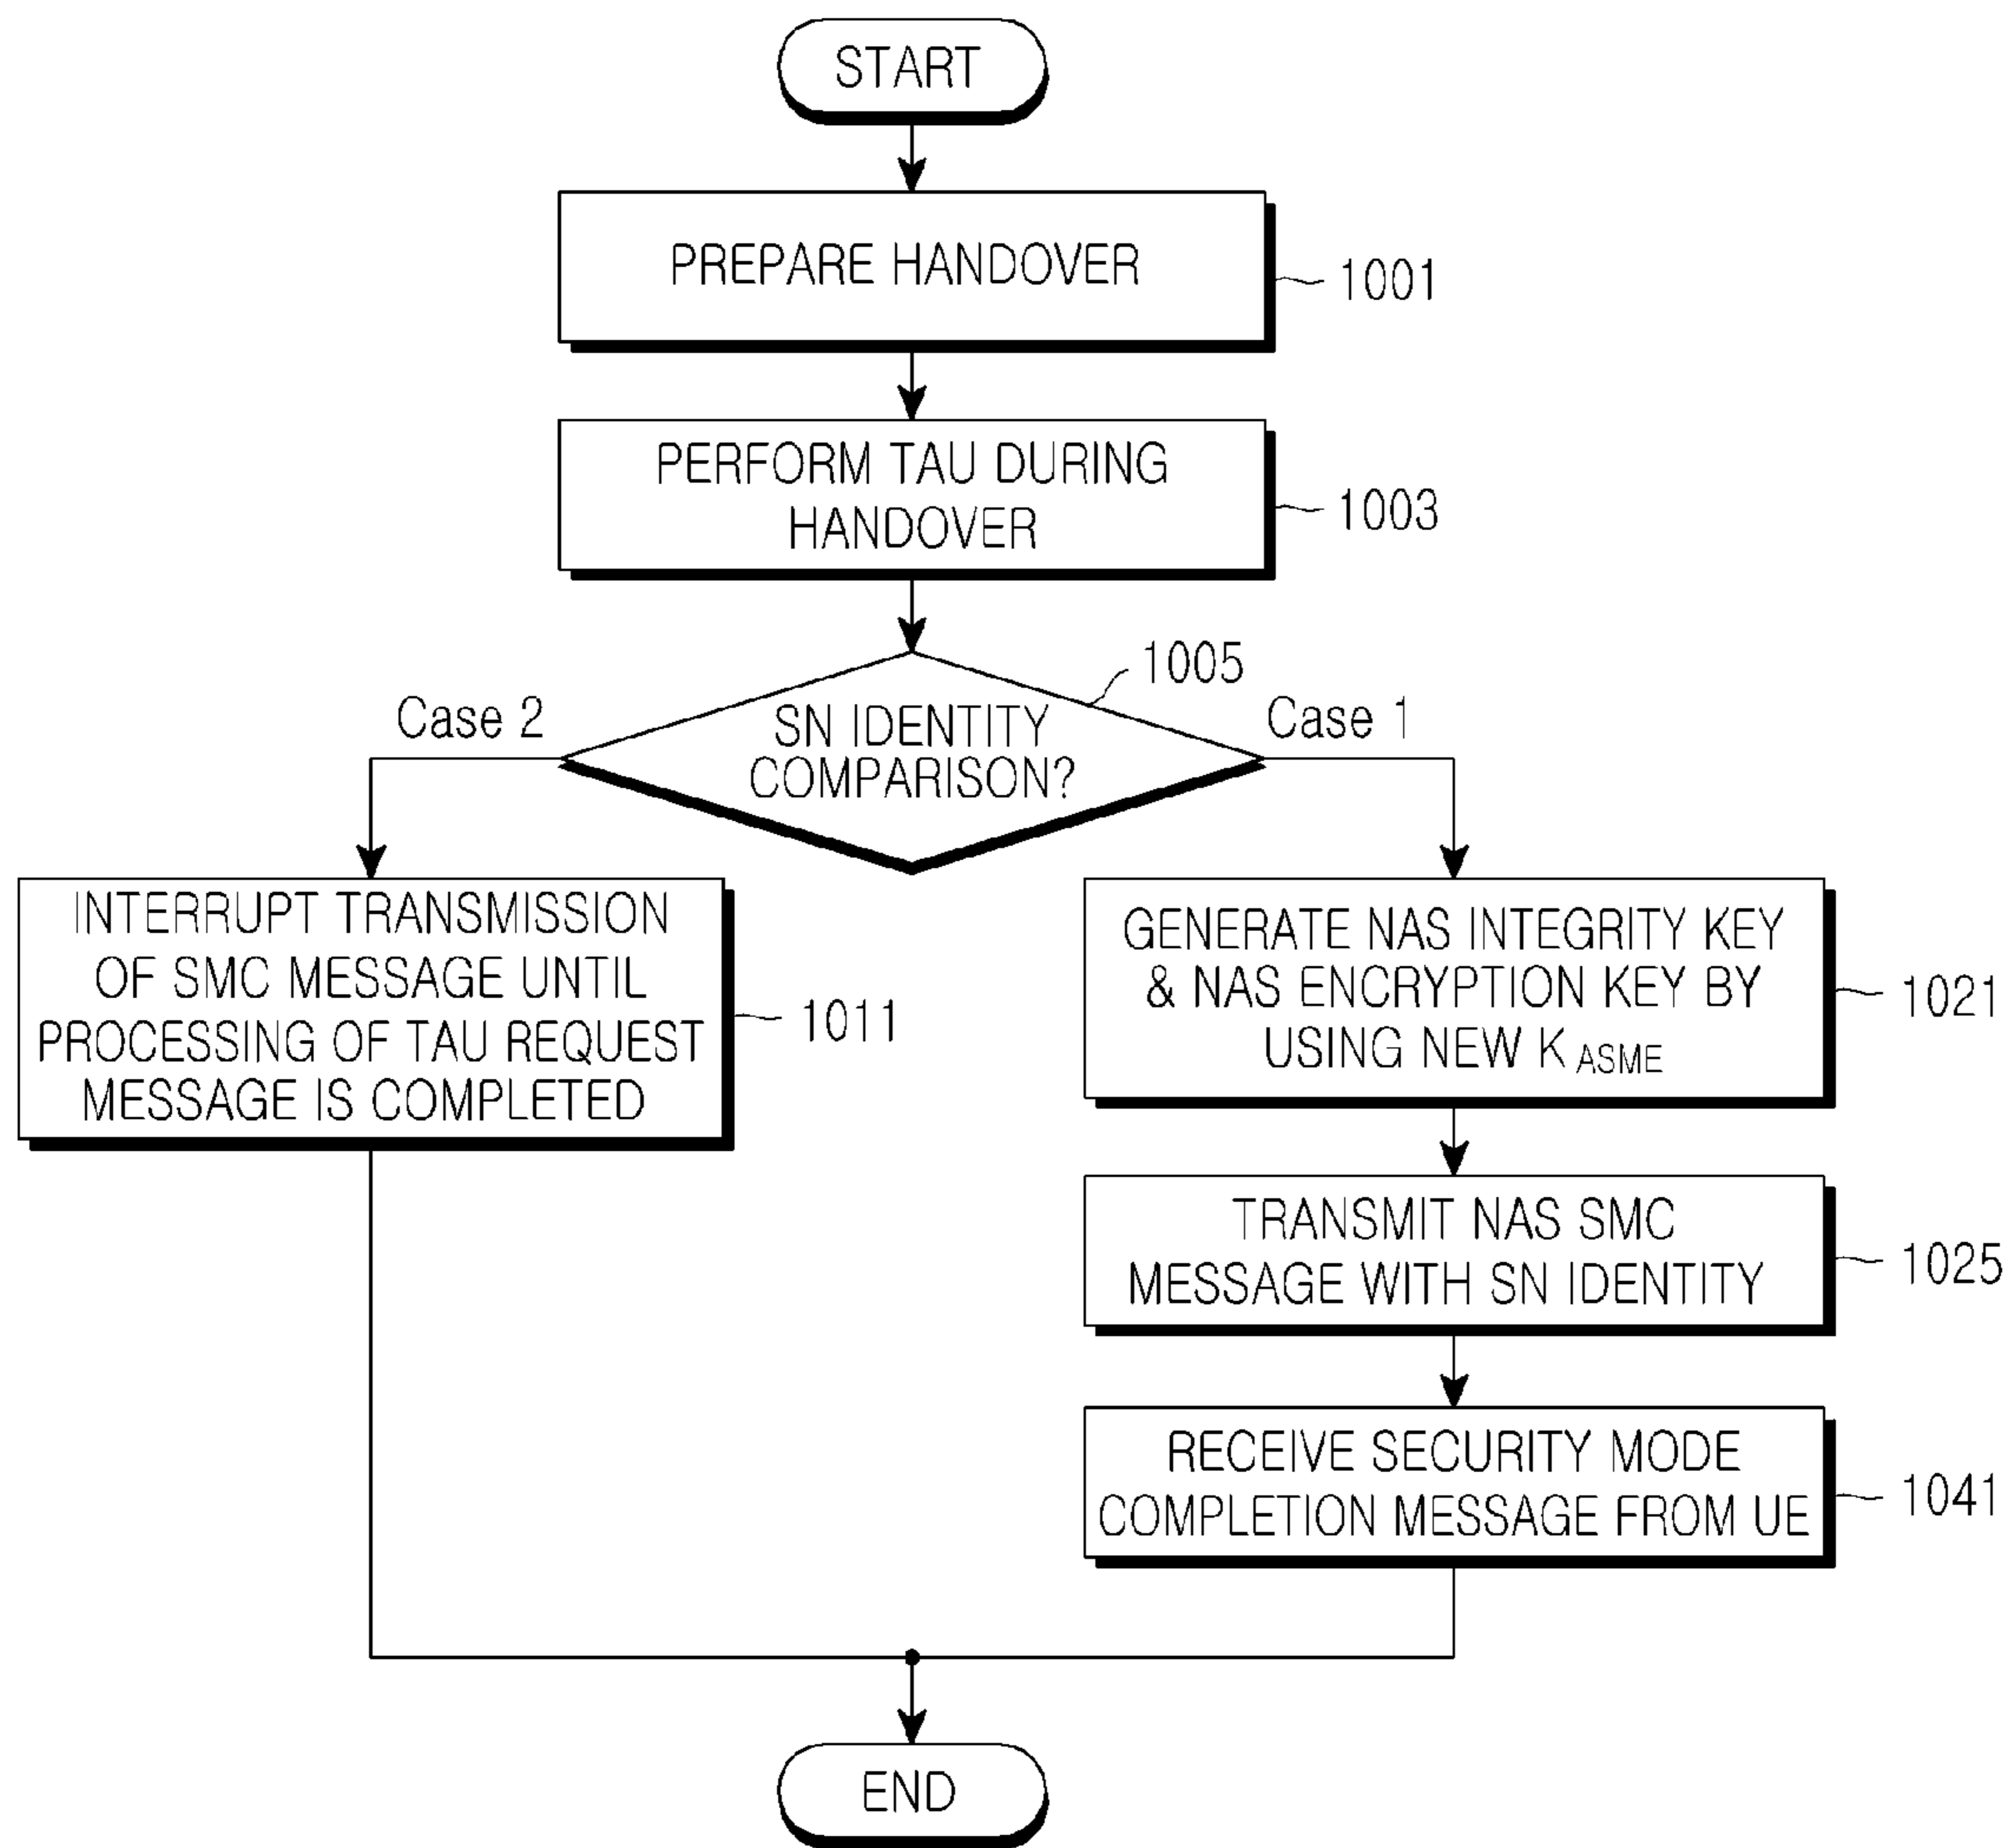 START
PREPARE HANDOVER
1001
PERFORM TAU DURING
HANDOVER
1003
1005
SN IDENTITY
COMPARISON?
Case 2
Case 1
INTERRUPT TRANSMISSION
OF SMC MESSAGE UNTIL
PROCESSING OF TAU REQUEST
MESSAGE IS COMPLETED
1011
GENERATE NAS INTEGRITY KEY
& NAS ENCRYPTION KEY BY
USING NEW K ASME
1021
TRANSMIT NAS SMC
MESSAGE WITH SN IDENTITY
1025
RECEIVE SECURITY MODE
COMPLETION MESSAGE FROM UE
1041
END